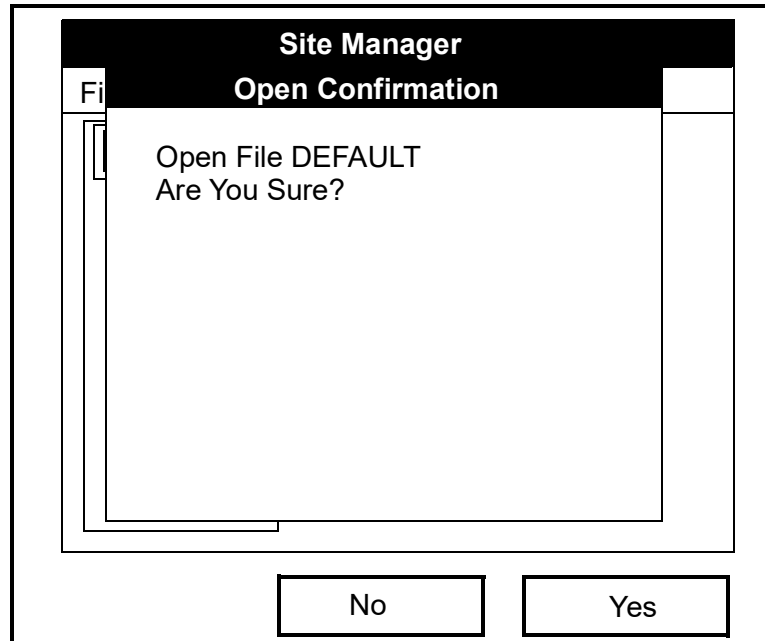 Site Manager
Open Confirmation
Fi
Open File DEFAULT
Are You Sure?
No
Yes